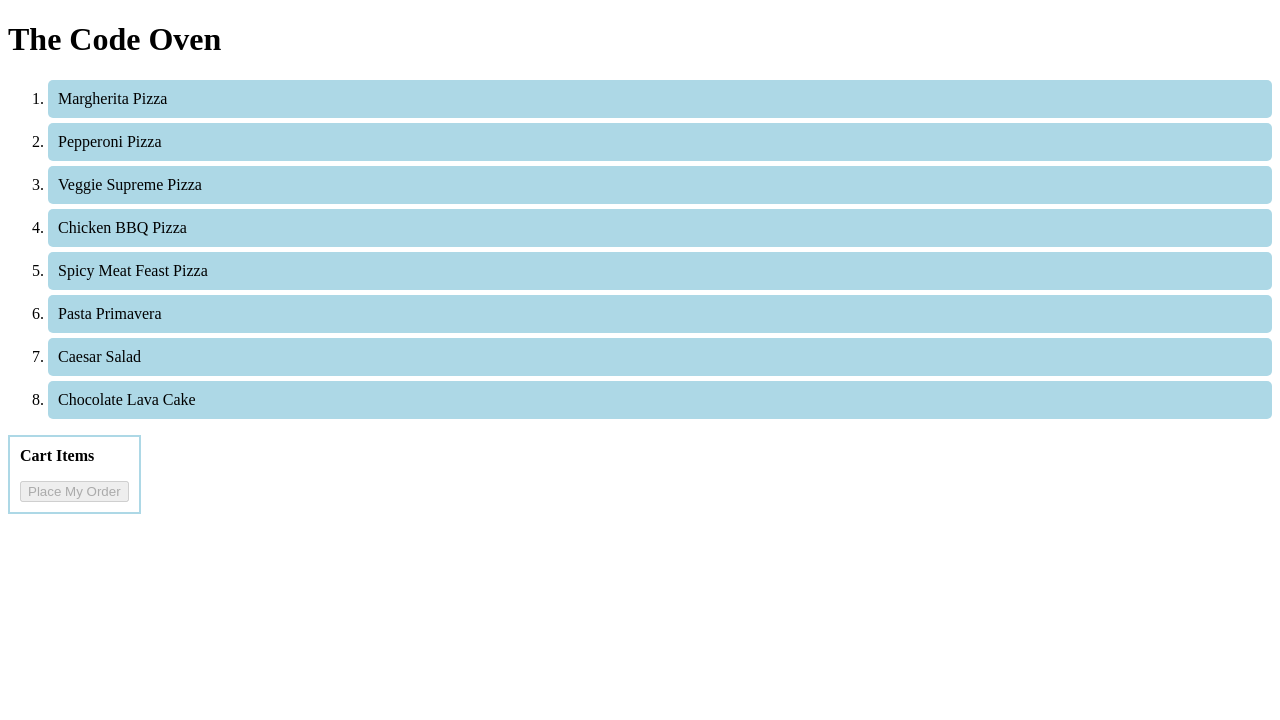 The Code Oven
1. Margherita Pizza
2. Pepperoni Pizza
3. Veggie Supreme Pizza
4. Chicken BBQ Pizza
5. Spicy Meat Feast Pizza
6. Pasta Primavera
7. Caesar Salad
8. Chocolate Lava Cake
Cart Items
Place My Order